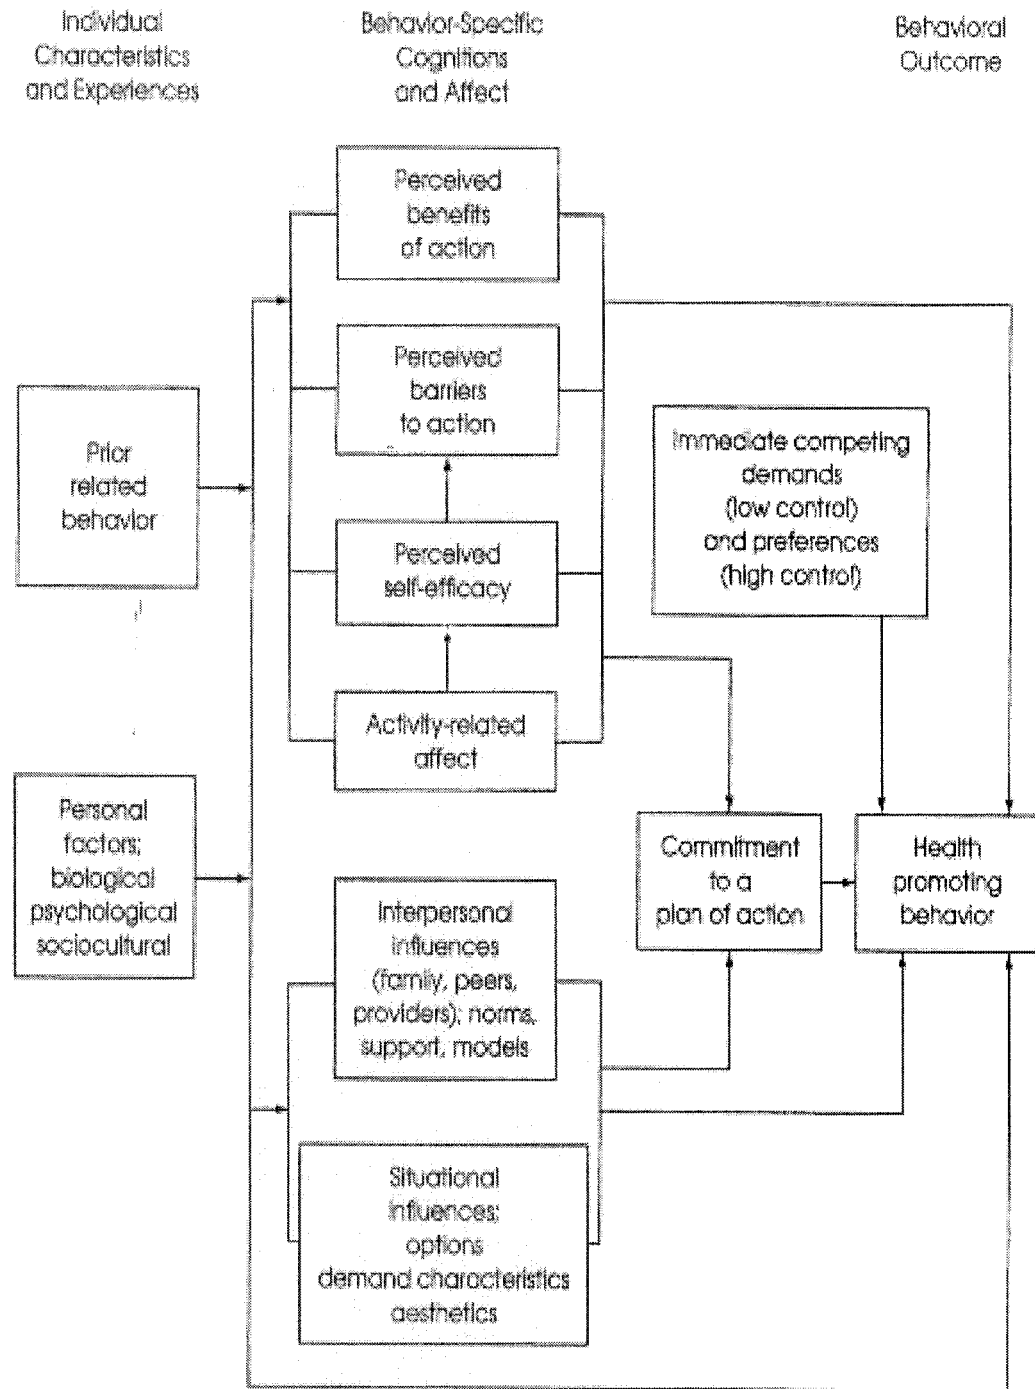 Individual
Characteristics
and Experiences
Behavior-Specific
Cognitions
and Affect
Behavioral
Outcome
Perceived
benefits
of action
Perceived
barriers
to action
Prior
related
behavior
Immediate competing
demands
(low control)
and preferences
(high control)
Perceived
self-efficacy
Activity-related
affect
Personal
factors;
biological
psychological
sociocultural
Commitment
to a
plan of action
Health
promoting
behavior
Interpersonal
influences
(family, peers,
providers); norms,
support, models
Situational
influences;
options
demand characteristics
aesthetics